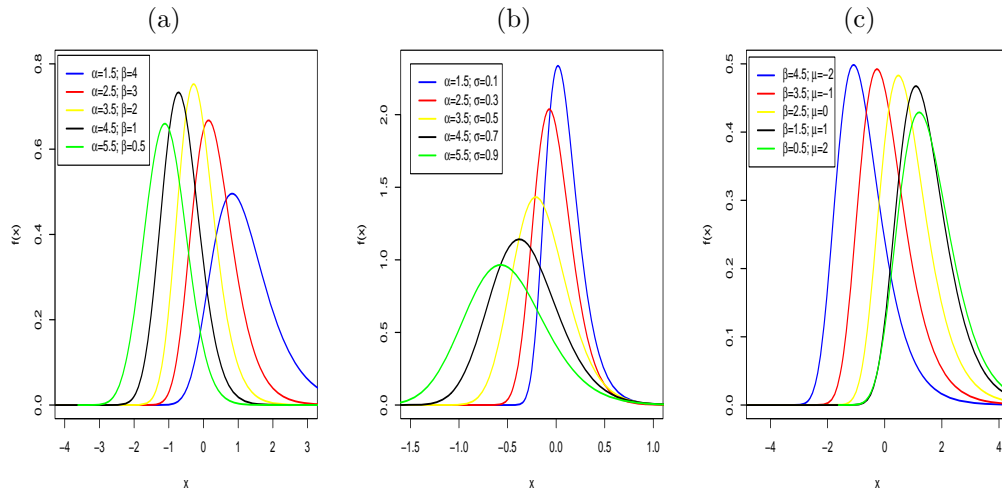 (a)
α=1.5; β=4
α=2.5; β=3
α=3.5; β=2
α=4.5; β=1
α=5.5; β=0.5
f(x)
0.0
0.2
0.4
0.6
0.8
−4 −3 −2 −1 0 1 2 3
x
(b)
α=1.5; σ=0.1
α=2.5; σ=0.3
α=3.5; σ=0.5
α=4.5; σ=0.7
α=5.5; σ=0.9
f(x)
0.0
0.5
1.0
1.5
2.0
−1.5 −1.0 −0.5 0.0 0.5 1.0
x
(c)
β=4.5; μ=−2
β=3.5; μ=−1
β=2.5; μ=0
β=1.5; μ=1
β=0.5; μ=2
f(x)
0.0
0.1
0.2
0.3
0.4
0.5
−4 −2 0 2 4
x